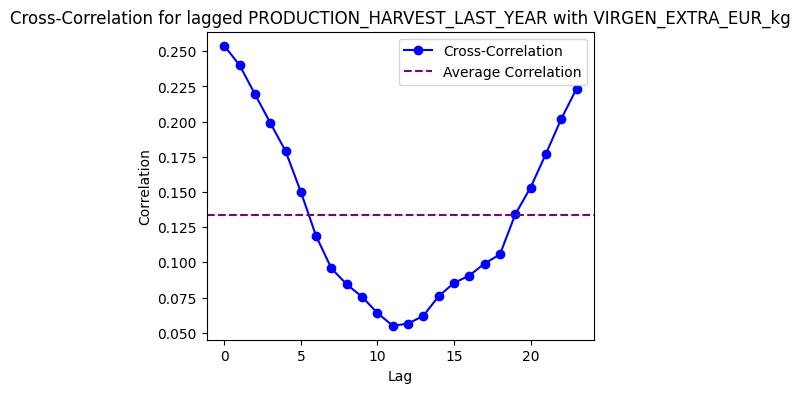 Cross-Correlation for lagged PRODUCTION_HARVEST_LAST_YEAR with VIRGEN_EXTRA_EUR_kg
Cross-Correlation
Average Correlation
Correlation
0.250
0.225
0.200
0.175
0.150
0.125
0.100
0.075
0.050
0 5 10 15 20
Lag